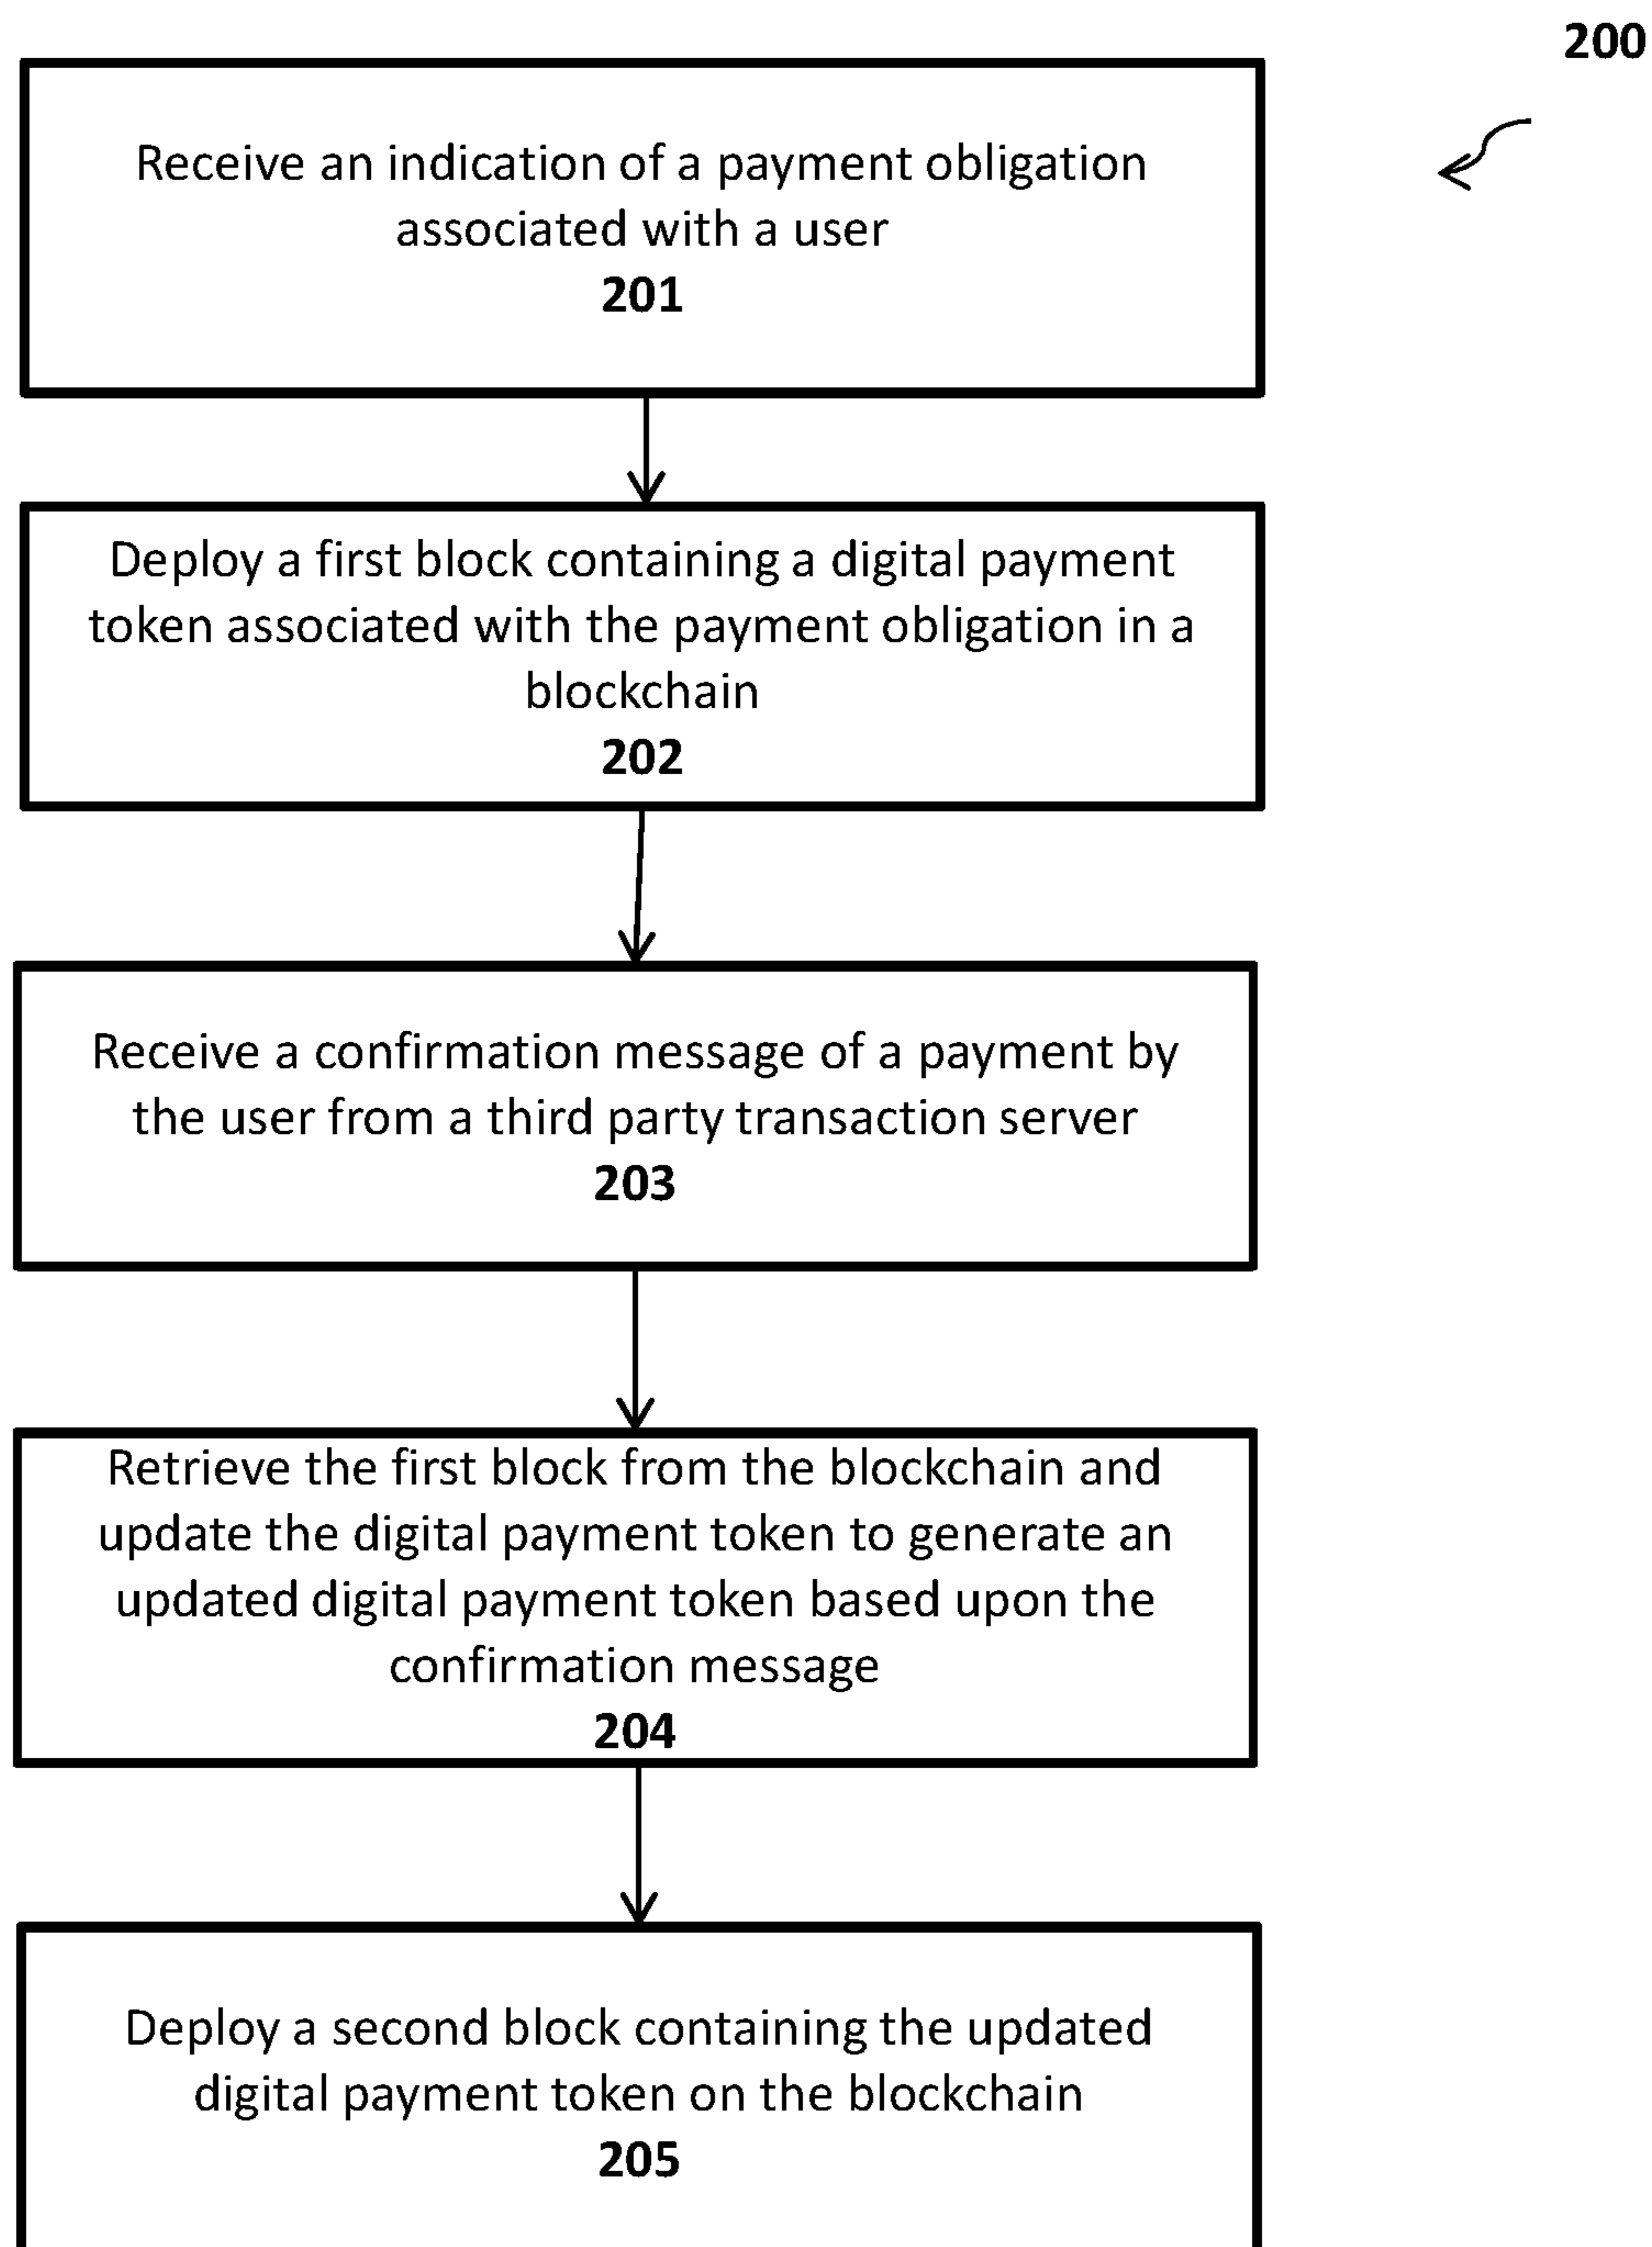 200
Receive an indication of a payment obligation
associated with a user
201
Deploy a first block containing a digital payment
token associated with the payment obligation in a
blockchain
202
Receive a confirmation message of a payment by
the user from a third party transaction server
203
Retrieve the first block from the blockchain and
update the digital payment token to generate an
updated digital payment token based upon the
confirmation message
204
Deploy a second block containing the updated
digital payment token on the blockchain
205